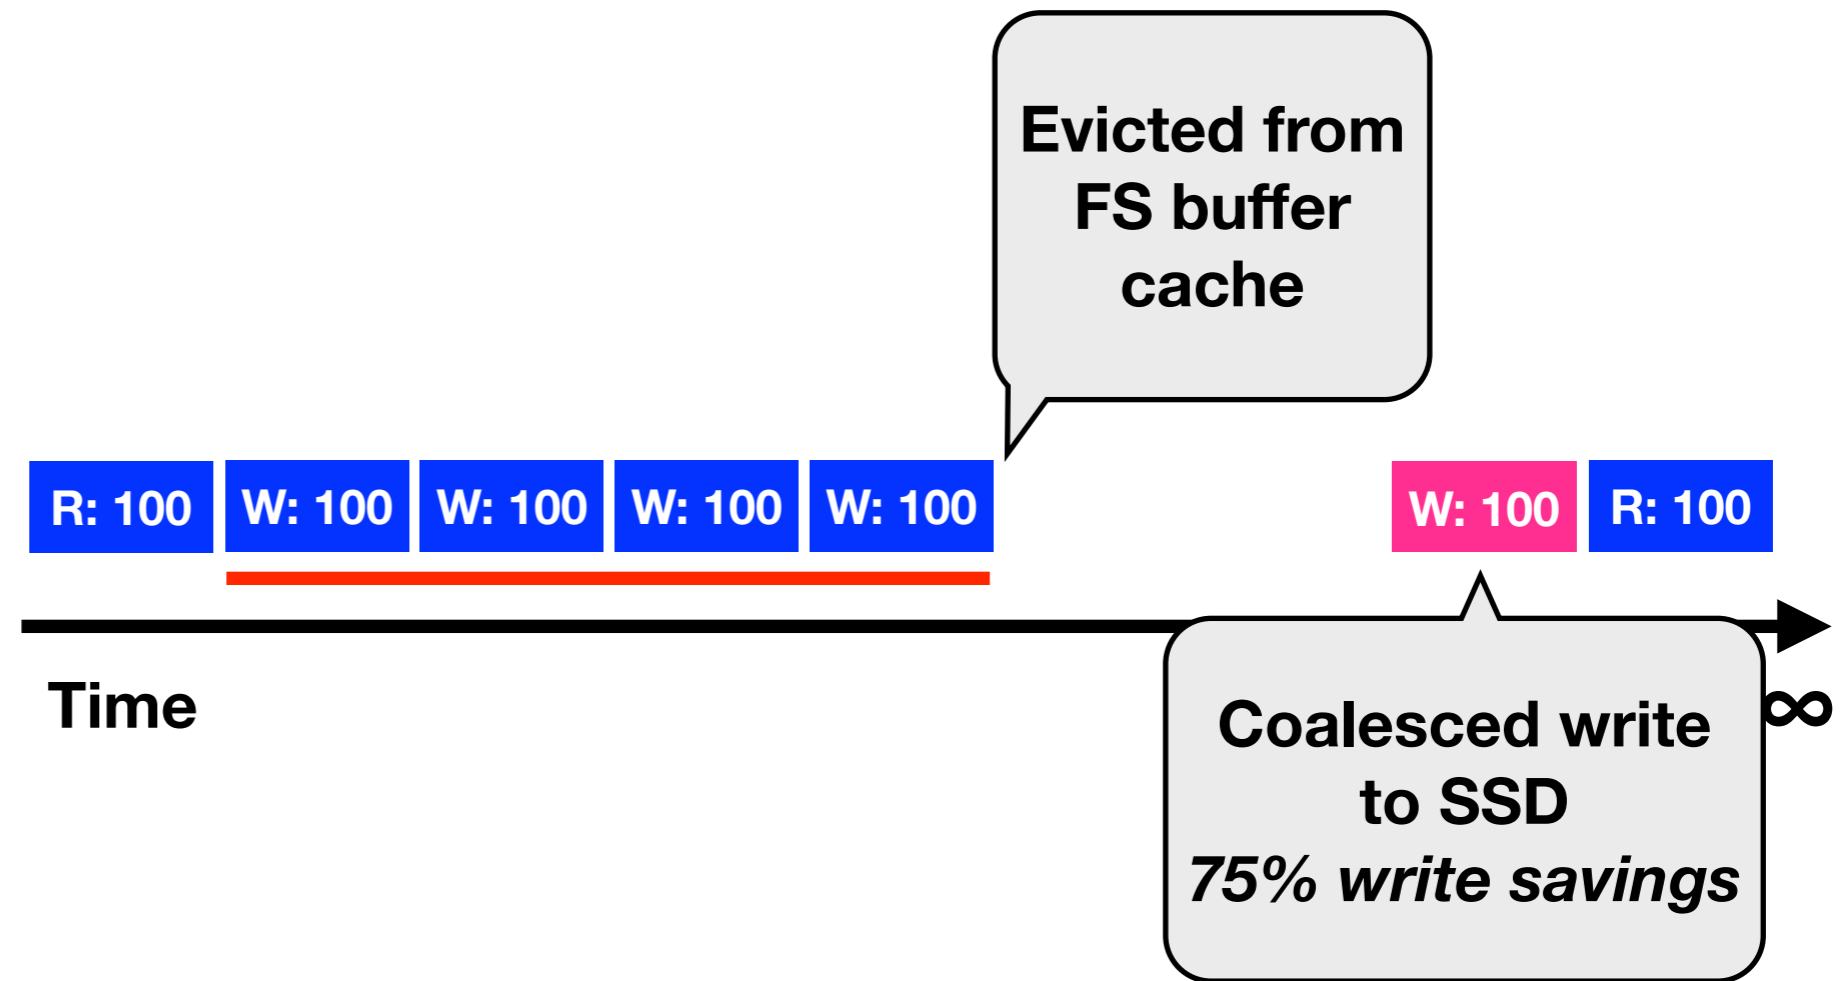 Evicted from
FS buffer
cache
R: 100
W: 100
W: 100
W: 100
W: 100
W: 100
R: 100
Time
∞
Coalesced write
to SSD
75% write savings